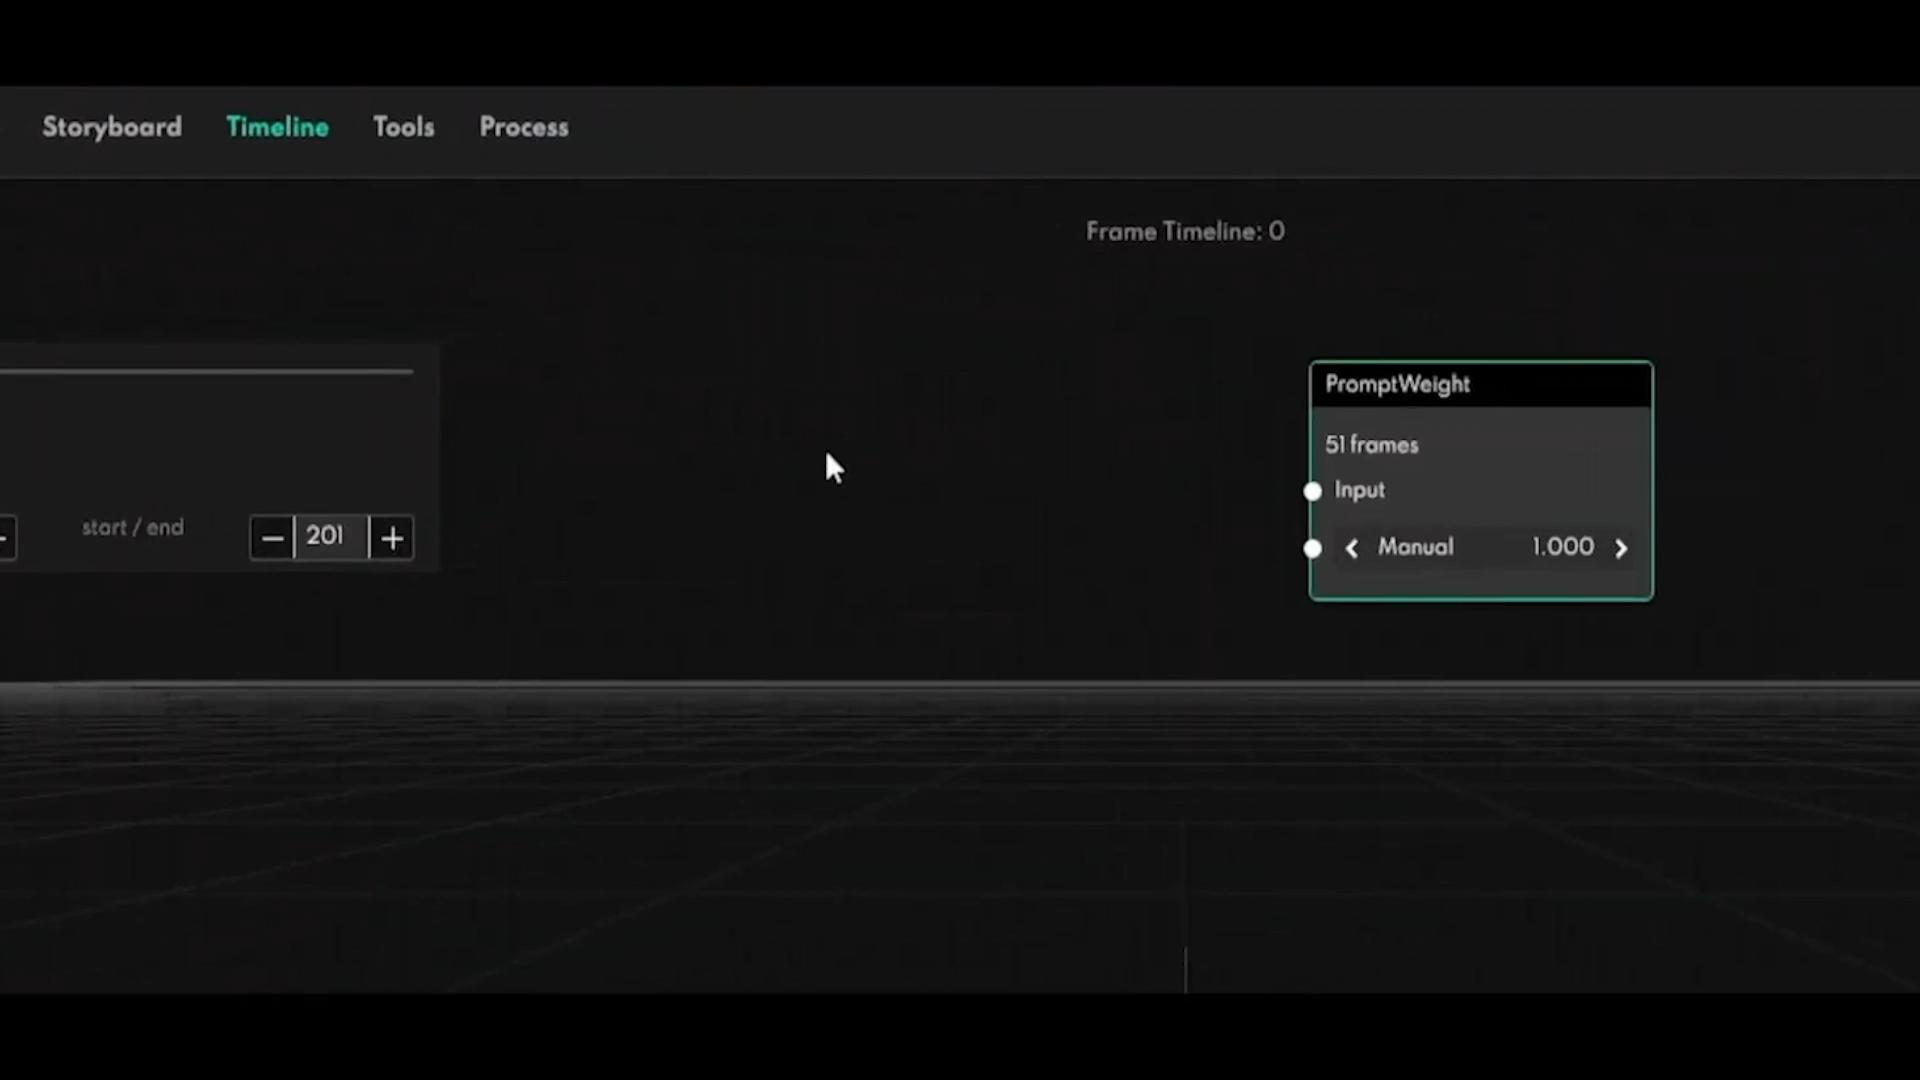 Storyboard Timeline Tools Process
Frame Timeline: 0
PromptWeight
51 frames
Input
Manual 1.000
start / end
201